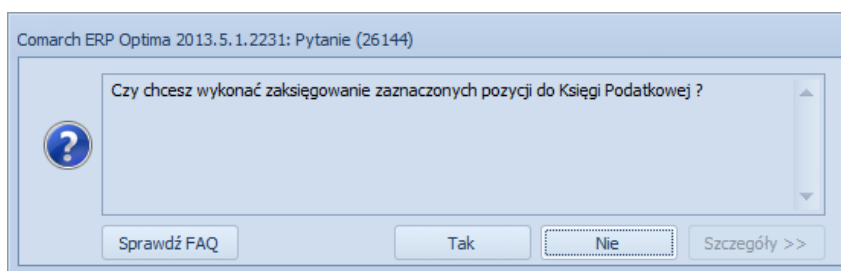 Comarch ERP Optima 2013.5.1.2231: Pytanie (26144)
Czy chcesz wykonać zaksięgowanie zaznaczonych pozycji do Księgi Podatkowej ?
Sprawdź FAQ Tak Nie Szczegóły >>